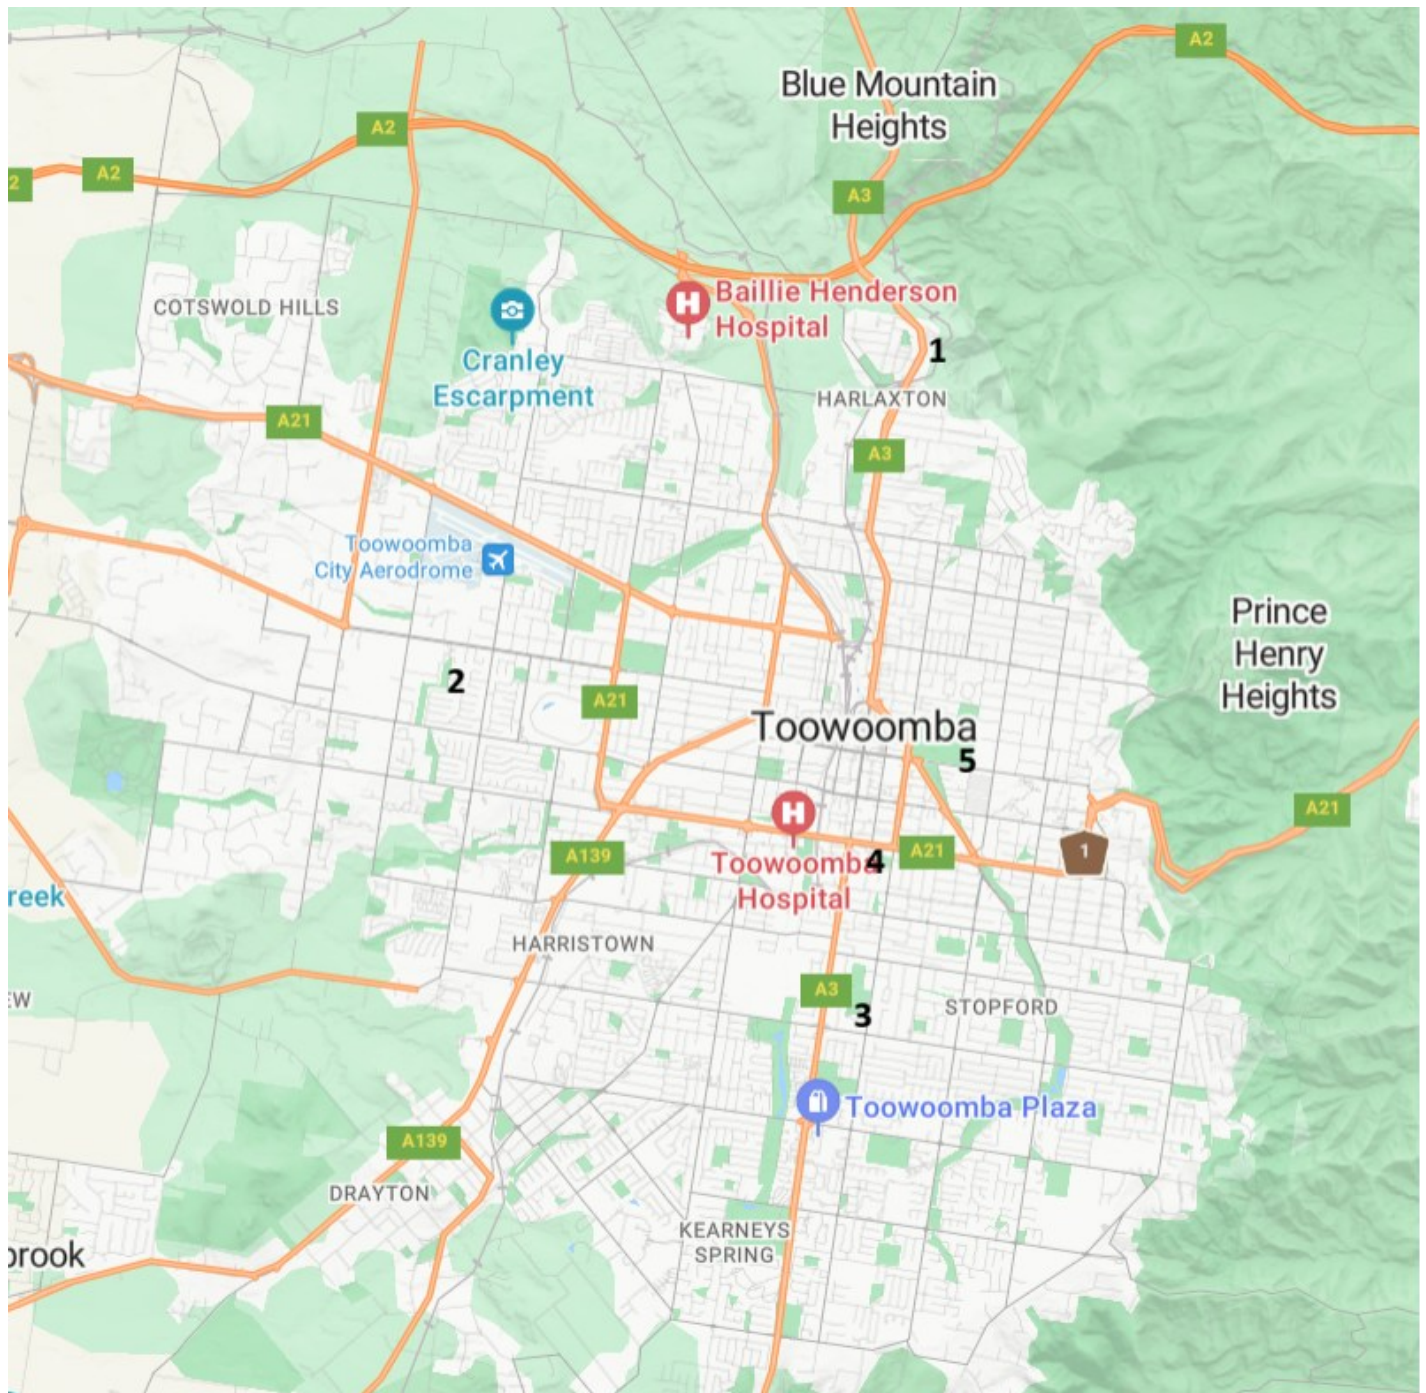 A2
Blue Mountain
Heights
A2
A2
2
A3
COTSWOLD HILLS
Baillie Henderson
Hospital
Cranley
Escarpment
1
HARLAXTON
A21
A3
Toowoomba
City Aerodrome
Prince
Henry
Heights
2
A21
Toowoomba
5
A21
A139
Toowoomba
Hospital
4
A21
1
reek
HARRISTOWN
EW
A3
3
STOPFORD
Toowoomba Plaza
A139
DRAYTON
KEARNEYS
SPRING
brook